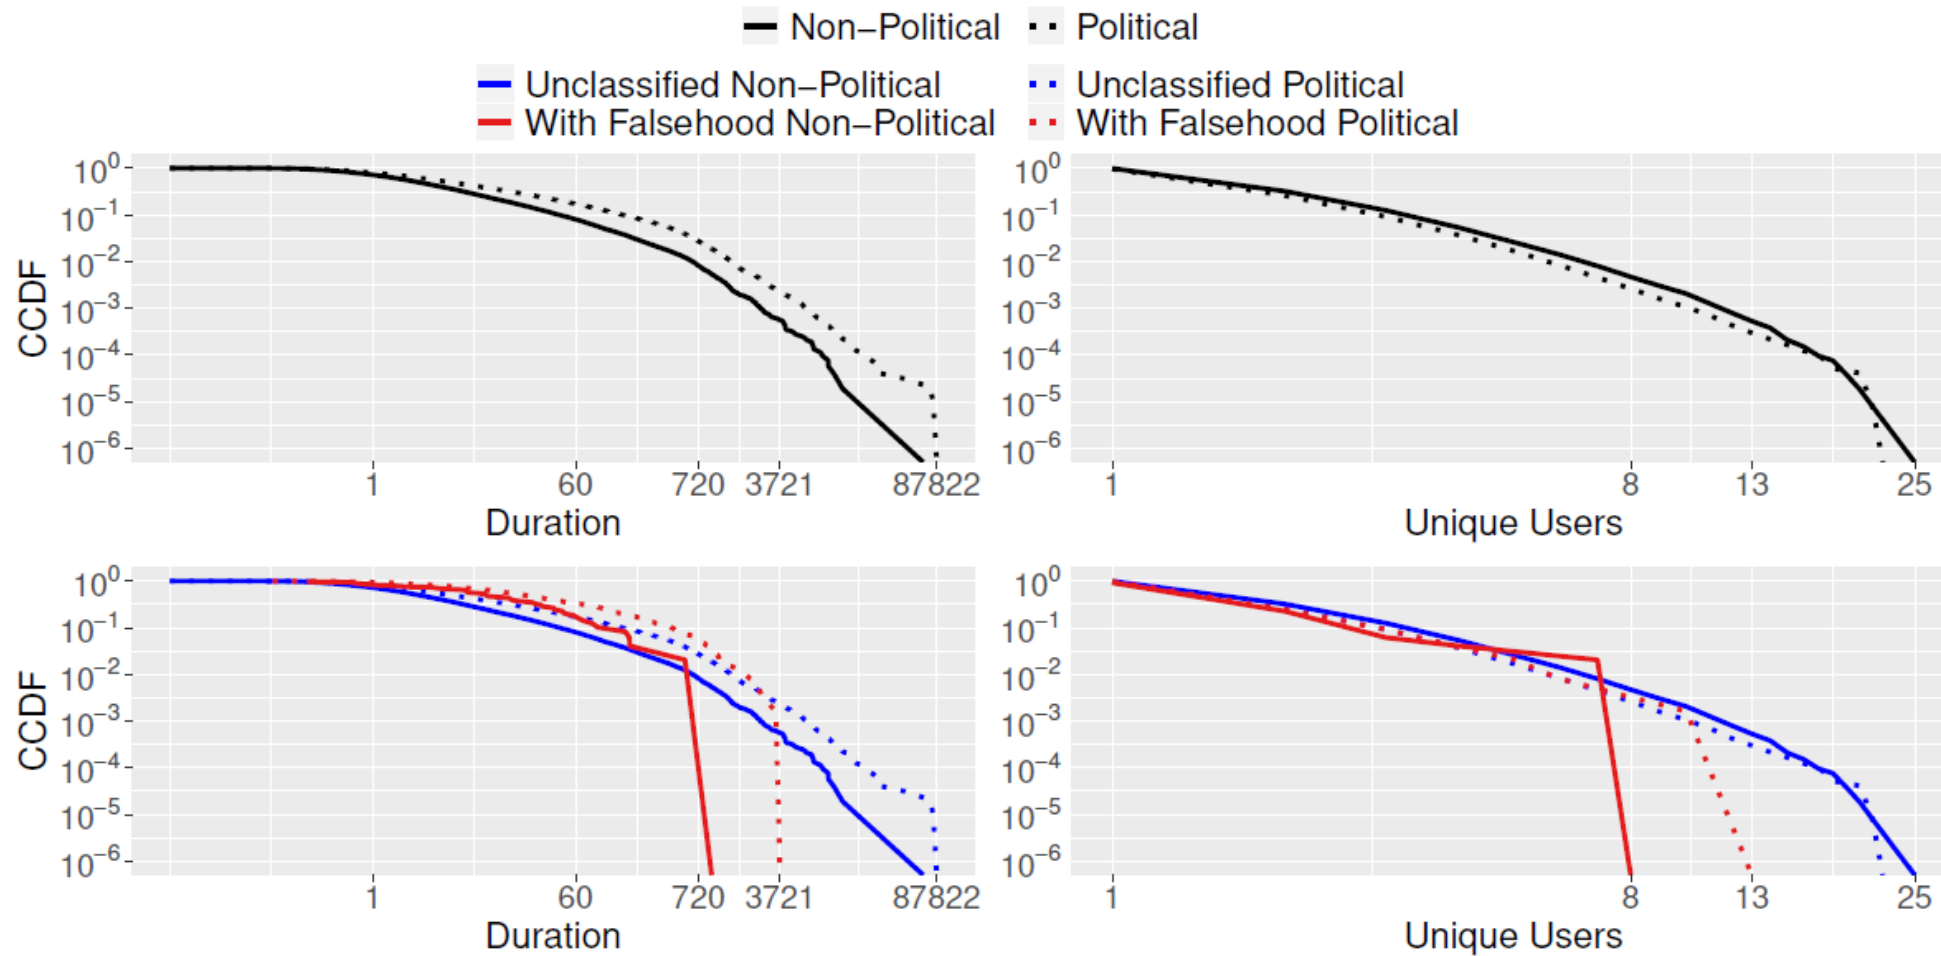 Non−Political Political
Unclassified Non−Political Unclassified Political
With Falsehood Non−Political With Falsehood Political
CCDF
10^0
10^−1
10^−2
10^−3
10^−4
10^−5
10^−6
1 60 720 3721 87822
Duration
10^0
10^−1
10^−2
10^−3
10^−4
10^−5
10^−6
1 8 13 25
Unique Users
CCDF
10^0
10^−1
10^−2
10^−3
10^−4
10^−5
10^−6
1 60 720 3721 87822
Duration
10^0
10^−1
10^−2
10^−3
10^−4
10^−5
10^−6
1 8 13 25
Unique Users